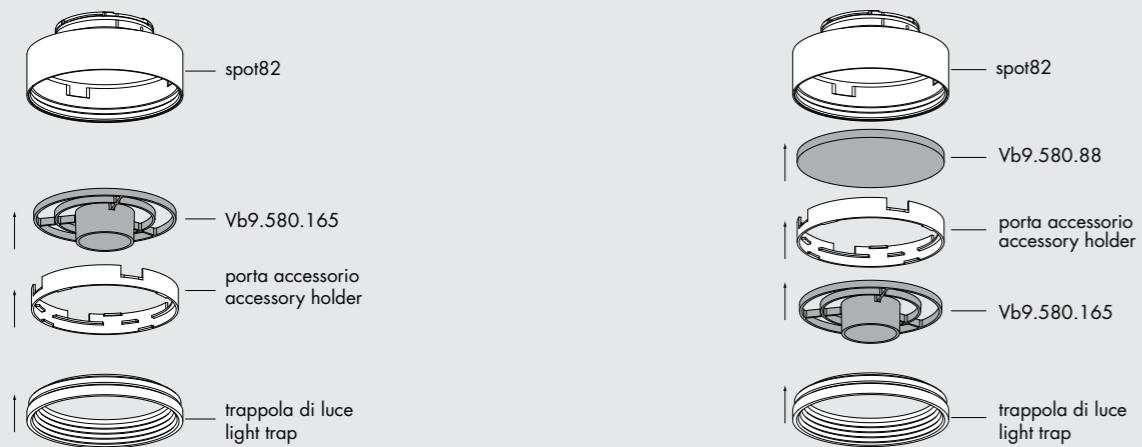 spot82
Vb9.580.165
porta accessorio
accessory holder
trappola di luce
light trap
spot82
Vb9.580.88
porta accessorio
accessory holder
Vb9.580.165
trappola di luce
light trap